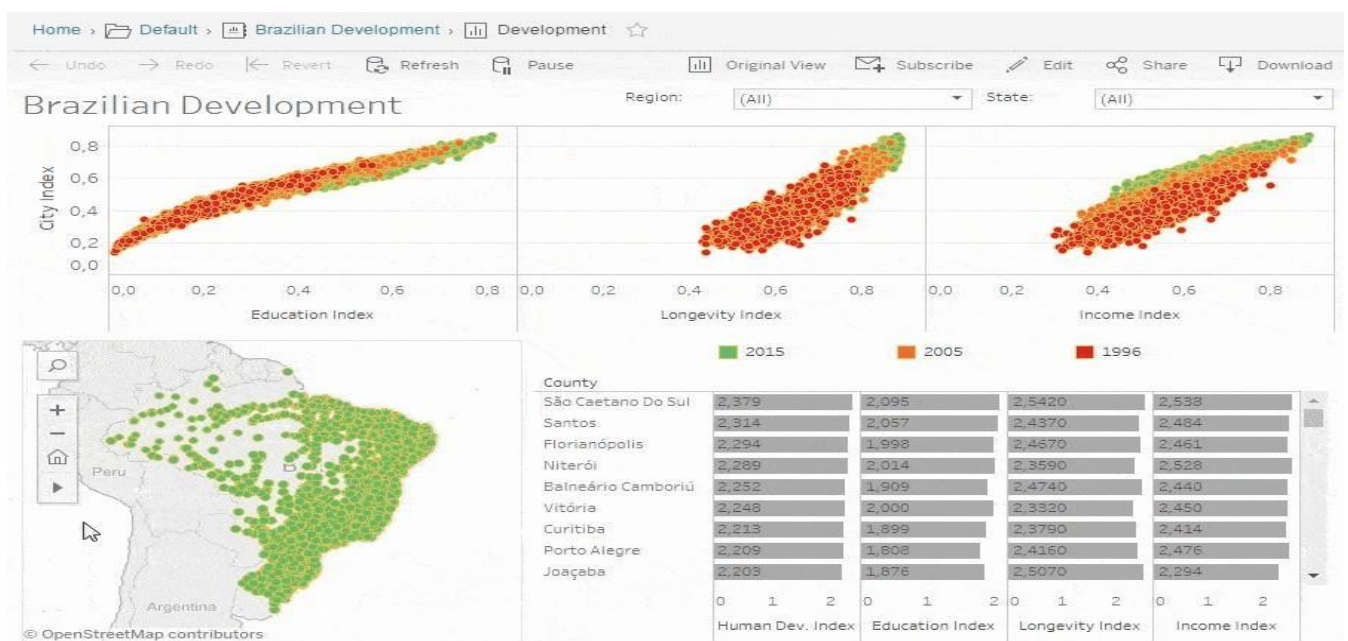 Home › Default › Brazilian Development › Development
Undo Redo Revert Refresh Pause Original View Subscribe Edit Share Download
Brazilian Development
Region: (All) State: (All)
City Index
0,8
0,6
0,4
0,2
0,0
0,0 0,2 0,4 0,6 0,8 0,0 0,2 0,4 0,6 0,8 0,0 0,2 0,4 0,6 0,8
Education Index Longevity Index Income Index
2015 2005 1996
Peru
B
Argentina
© OpenStreetMap contributors
County
São Caetano Do Sul 2,379 2,095 2,5420 2,538
Santos 2,314 2,057 2,4370 2,484
Florianópolis 2,294 1,998 2,4670 2,461
Niterói 2,289 2,014 2,3590 2,528
Balneário Camboriú 2,252 1,909 2,4740 2,440
Vitória 2,248 2,000 2,3320 2,450
Curitiba 2,213 1,899 2,3790 2,414
Porto Alegre 2,209 1,808 2,4160 2,476
Joaçaba 2,203 1,876 2,5070 2,294
0 1 2 0 1 2 0 1 2 0 1 2
Human Dev. Index Education Index Longevity Index Income Index